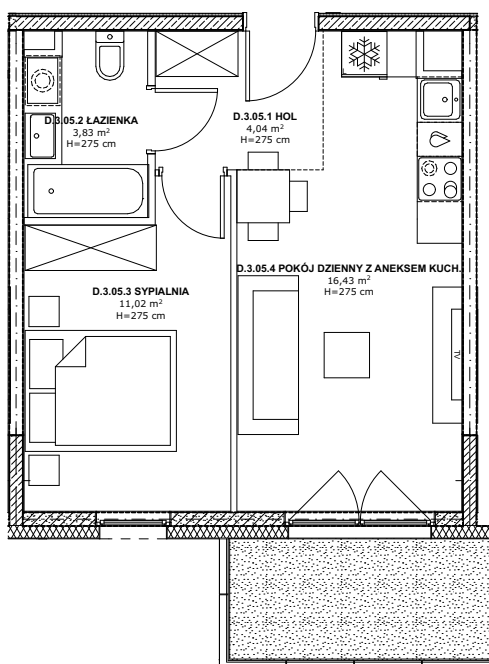 D.3.05.2 ŁAZIENKA
3,83 m²
H=275 cm
D.3.05.1 HOL
4,04 m²
H=275 cm
D.3.05.4 POKÓJ DZIENNY Z ANEKSEM KUCH.
16,43 m²
H=275 cm
D.3.05.3 SYPIALNIA
11,02 m²
H=275 cm
TV